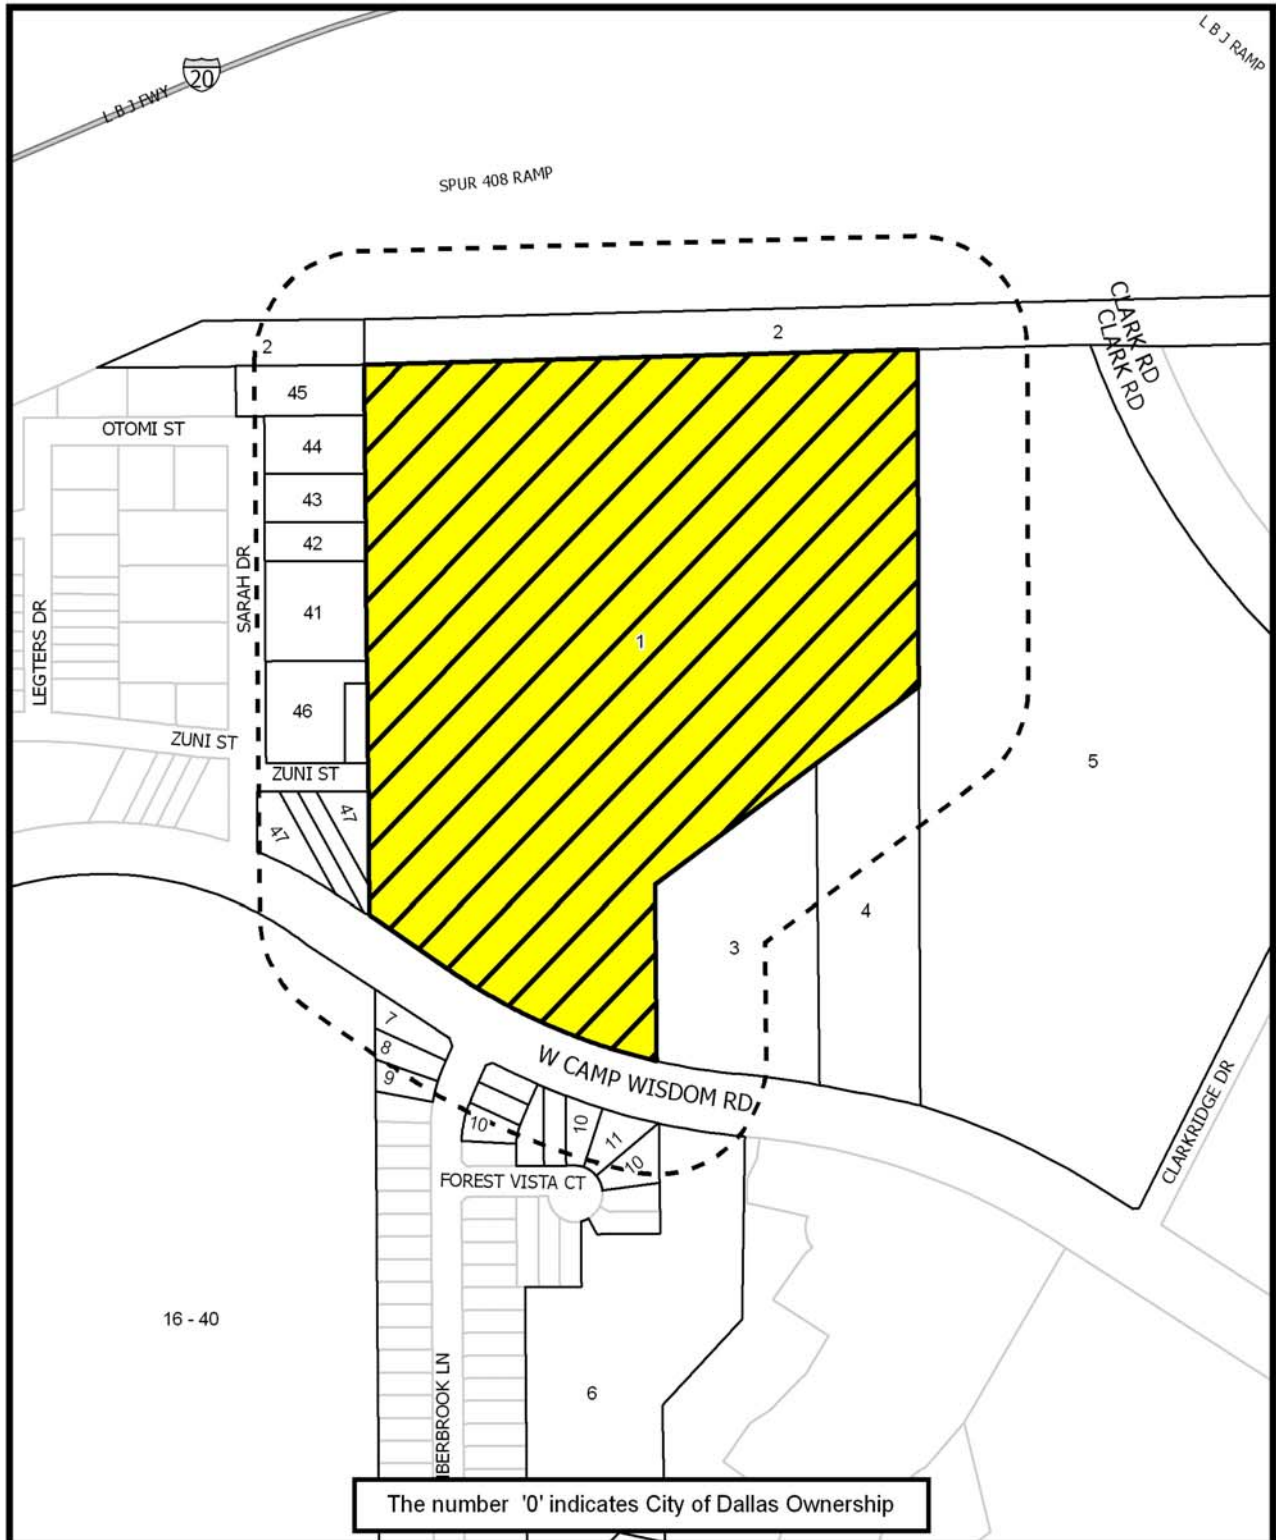 L B J RAMP
20
L B J FWY
SPUR 408 RAMP
CLARK RD
CLARK RD
2
2
45
OTOMI ST
44
43
42
SARAH DR
41
LEGTERS DR
1
46
ZUNI ST
ZUNI ST
5
47
47
4
3
7
8
9
W CAMP WISDOM RD
10
10
11
10
CLARKRIDGE DR
FOREST VISTA CT
16 - 40
6
IBERBROOK LN
The number '0' indicates City of Dallas Ownership